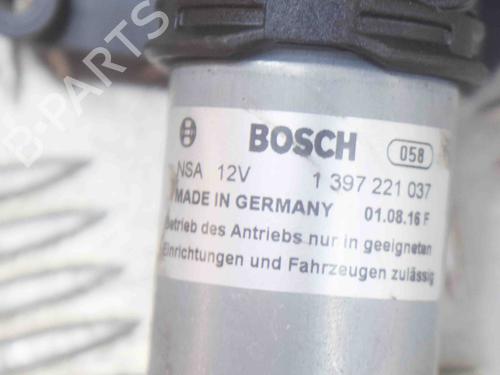 B-PARTS
BOSCH 058
NSA 12V 1 397 221 037
MADE IN GERMANY 01.08.16 F
Betrieb des Antriebs nur in geeigneten
Einrichtungen und Fahrzeugen zulässig